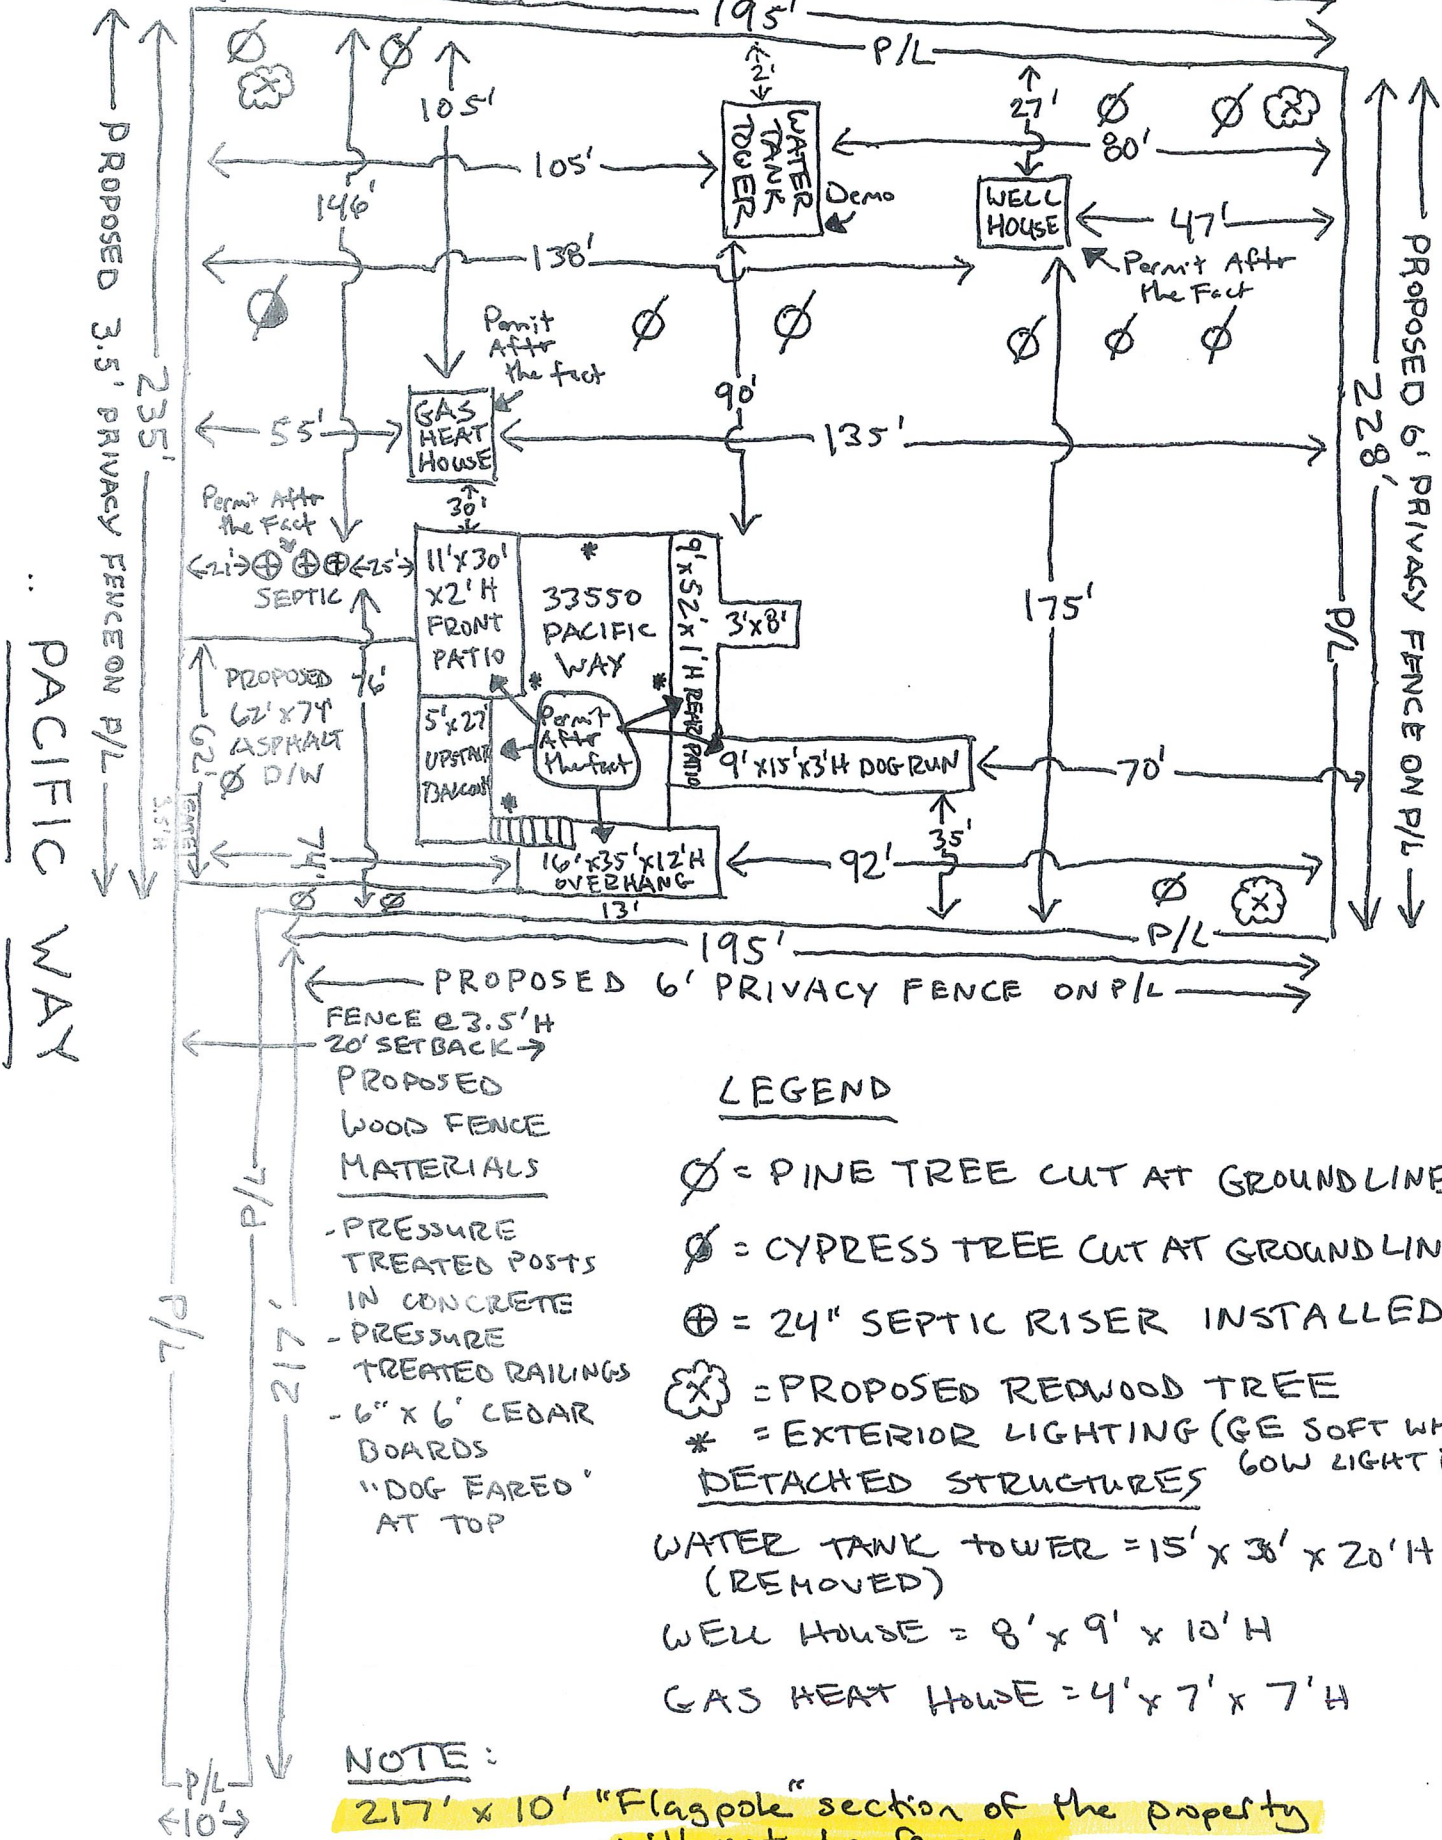 195'
P/L
2'
27'
105'
WATER
TANK
TOWER
80'
105'
Demo
WELL
HOUSE
47'
146'
138'
Permit Aftr
the Fact
Permit
Aftr
the fact
PROPOSED 3.5' PRIVACY FENCE ON P/L
235'
PROPOSED 6' PRIVACY FENCE ON P/L
228'
P/L
90'
GAS
HEAT
HOUSE
55'
135'
30'
Permit Aftr
the Fact
21'
25'
SEPTIC
11'x30'
x2'H
FRONT
PATIO
*
33550
PACIFIC
WAY
9'x52'x1'H REAR PATIO
3'x8'
175'
PROPOSED
62'x74'
ASPHALT
D/W
76'
62'
*
*
Permit
After
the fact
5'x27'
UPSTAIRS
BALCONY
*
9'x15'x3'H DOG RUN
70'
35'
3.5'H
74'
16'x35'x12'H
OVERHANG
92'
13'
P/L
195'
PROPOSED 6' PRIVACY FENCE ON P/L
PACIFIC WAY
FENCE @ 3.5'H
20' SETBACK
PROPOSED
WOOD FENCE
MATERIALS
- PRESSURE
TREATED POSTS
IN CONCRETE
- PRESSURE
TREATED RAILINGS
- 6" x 6' CEDAR
BOARDS
"DOG EARED"
AT TOP
P/L
P/L
217'
P/L
10'
LEGEND
Ø = PINE TREE CUT AT GROUNDLINE
Ø = CYPRESS TREE CUT AT GROUNDLIN
⊕ = 24" SEPTIC RISER INSTALLED
= PROPOSED REDWOOD TREE
* = EXTERIOR LIGHTING (GE SOFT WH
60W LIGHT
DETACHED STRUCTURES
WATER TANK TOWER = 15' x 30' x 20'H
(REMOVED)
WELL HOUSE = 8' x 9' x 10'H
GAS HEAT HOUSE = 4' x 7' x 7'H
NOTE:
217' x 10' "Flagpole" section of the property